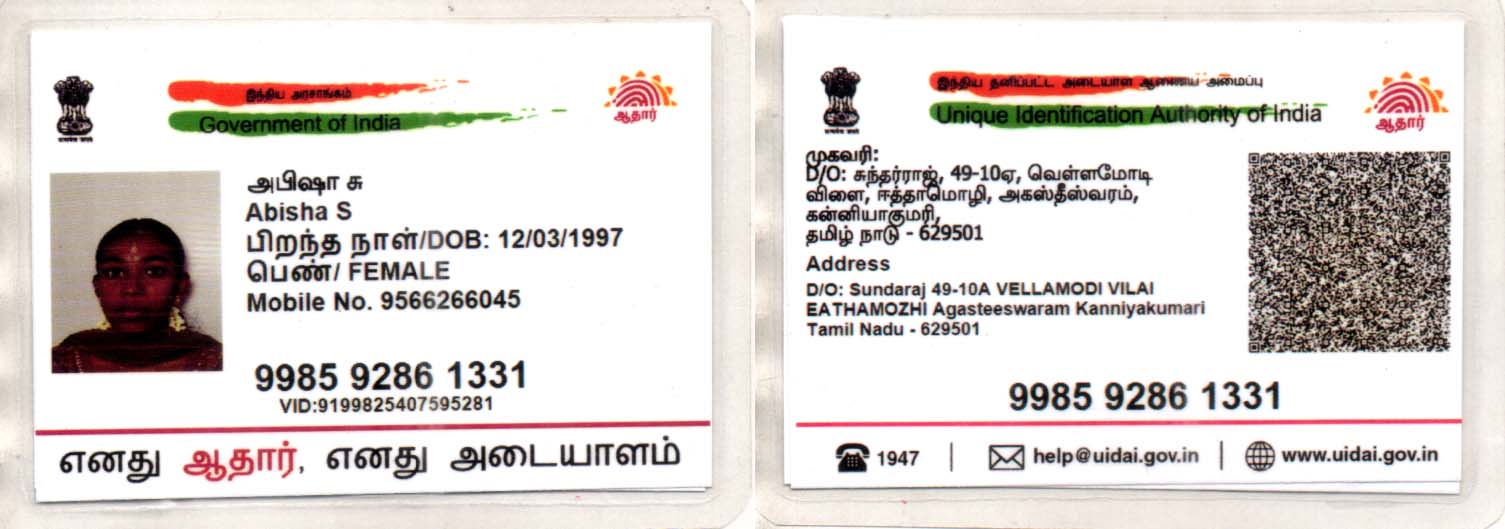 இந்திய அரசாங்கம்
Government of India
ஆதார்
அபிஷா சு
Abisha S
பிறந்த நாள்/DOB: 12/03/1997
பெண்/ FEMALE
Mobile No. 9566266045
9985 9286 1331
VID:9199825407595281
எனது ஆதார், எனது அடையாளம்
இந்திய தனிப்பட்ட அடையாள ஆணைய அமைப்பு
Unique Identification Authority of India
ஆதார்
முகவரி:
D/O: சுந்தர்ராஜ், 49-10ஏ, வெள்ளமோடி
விளை, ஈத்தாமொழி, அகஸ்தீஸ்வரம்,
கன்னியாகுமரி,
தமிழ் நாடு - 629501
Address
D/O: Sundaraj 49-10A VELLAMODI VILAI
EATHAMOZHI Agasteeswaram Kanniyakumari
Tamil Nadu - 629501
9985 9286 1331
1947 | help@uidai.gov.in | www.uidai.gov.in